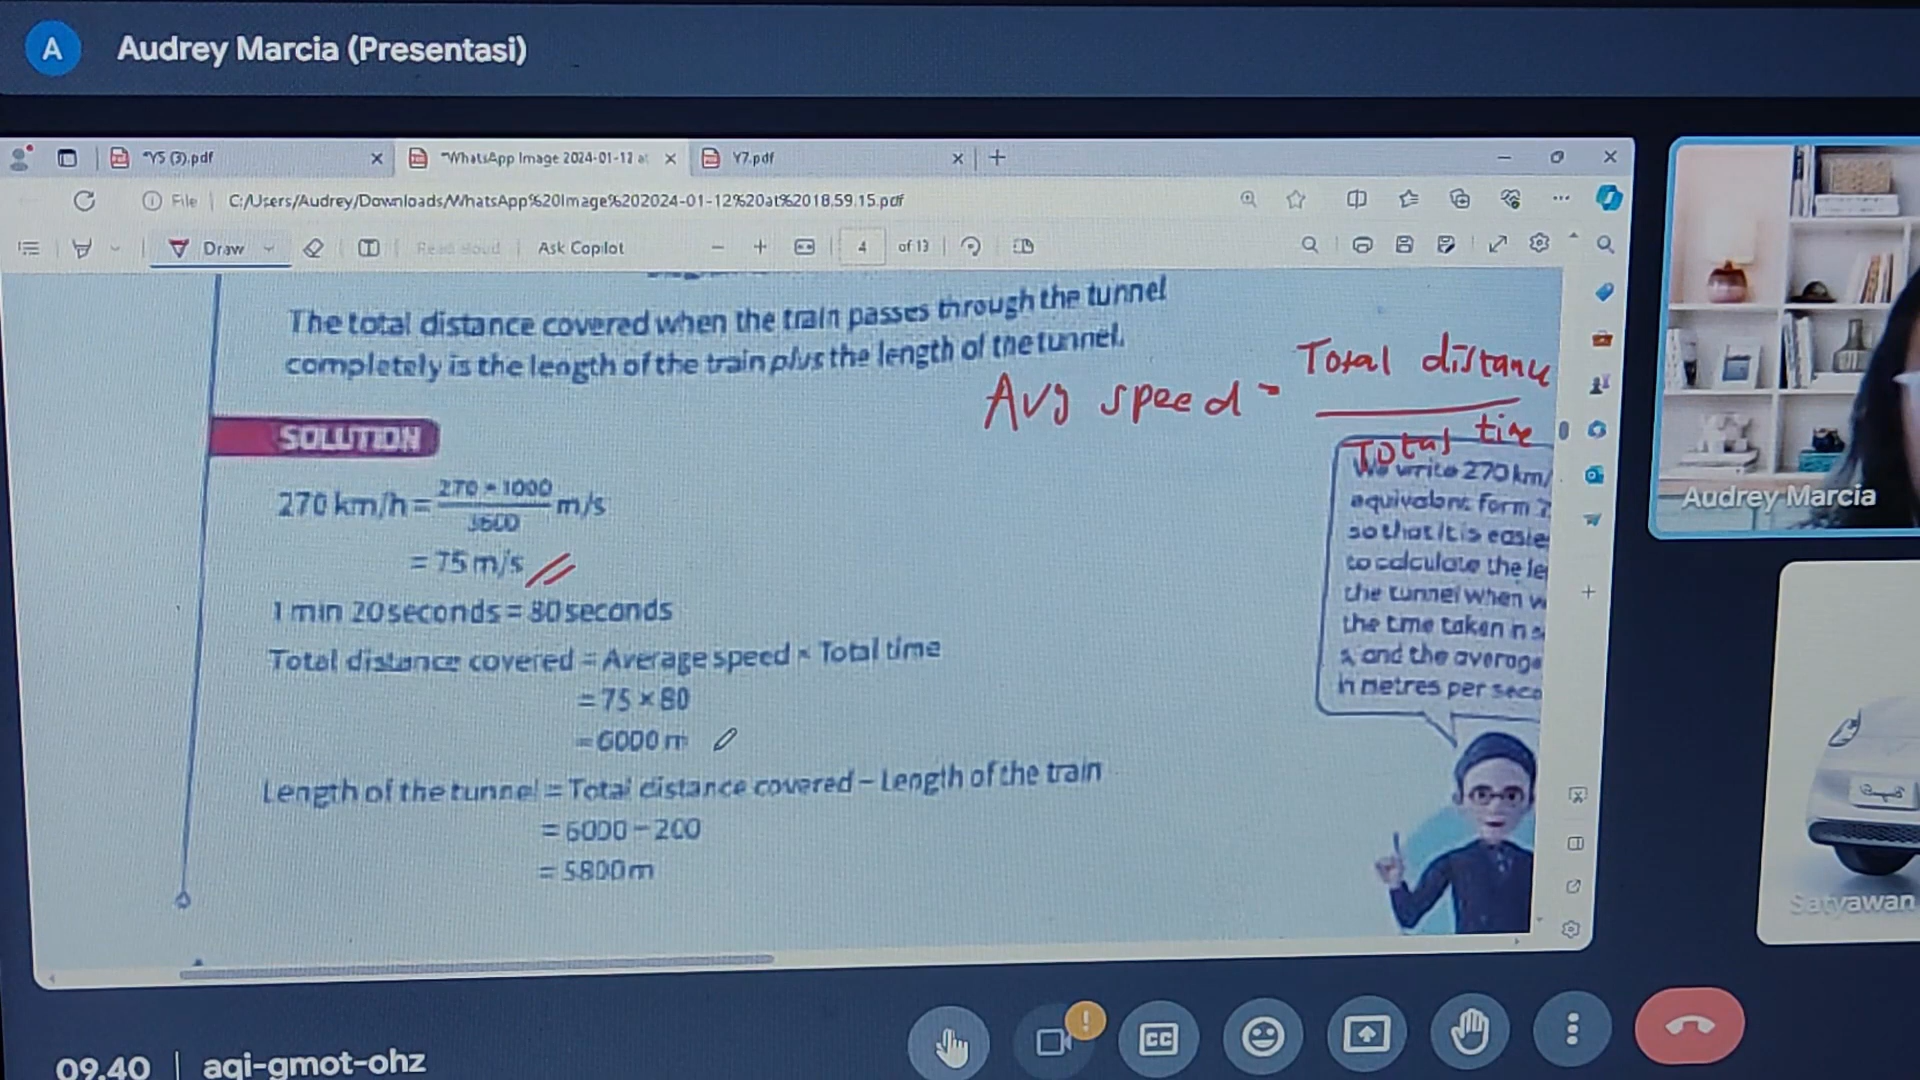 A Audrey Marcia (Presentasi)
*Y5 (3).pdf
*WhatsApp Image 2024-01-12 at
Y7.pdf
File C:/Users/Audrey/Downloads/WhatsApp%20Image%202024-01-12%20at%2018.59.15.pdf
Draw Read aloud Ask Copilot 4 of 13
The total distance covered when the train passes through the tunnel
completely is the length of the train plus the length of the tunnel.
Avg speed = Total distance
Total time
SOLUTION
270 km/h = 270 × 1000 / 3600 m/s
= 75 m/s
1 min 20 seconds = 80 seconds
Total distance covered = Average speed × Total time
= 75 × 80
= 6000 m
Length of the tunnel = Total distance covered – Length of the train
= 6000 – 200
= 5800 m
We write 270 km/
equivalent form 7
so that it is easie
to calculate the le
the tunnel when w
the time taken in s
s, and the average
in metres per seco
Audrey Marcia
Satyawan
CC
09.40 | aqi-gmot-ohz